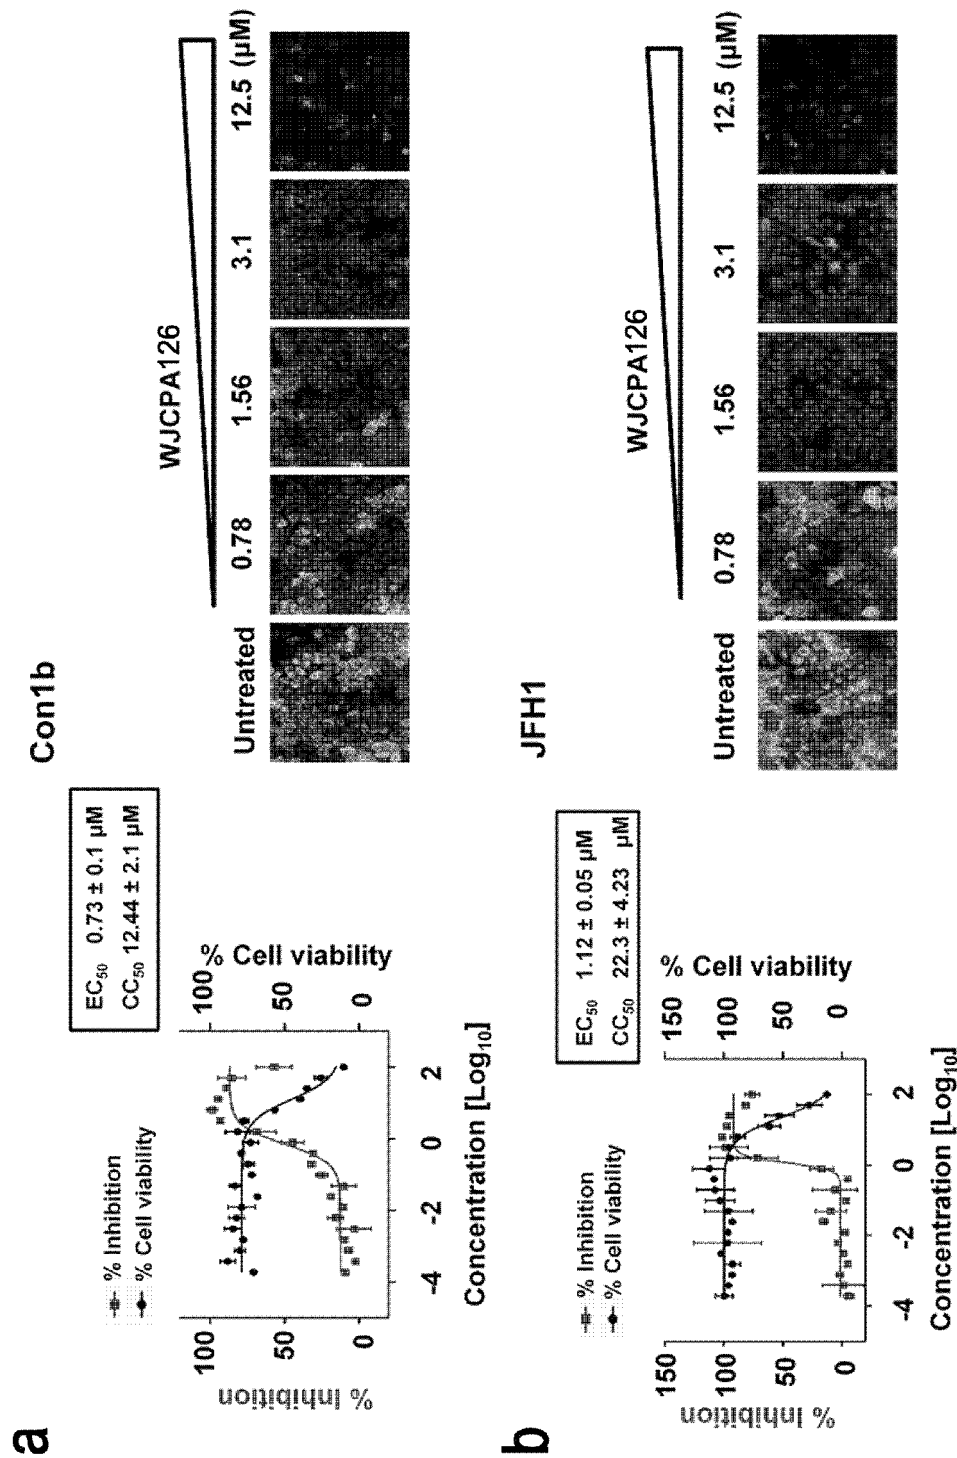 a
% Inhibition
% Cell viability
EC50 0.73 ± 0.1 µM
CC50 12.44 ± 2.1 µM
% Inhibition
100
50
0
% Cell viability
100
50
0
-4 -2 0 2
Concentration [Log10]
Con1b
WJCPA126
Untreated 0.78 1.56 3.1 12.5 (µM)
b
% Inhibition
% Cell viability
EC50 1.12 ± 0.05 µM
CC50 22.3 ± 4.23 µM
% Inhibition
150
100
50
0
% Cell viability
150
100
50
0
-4 -2 0 2
Concentration [Log10]
JFH1
WJCPA126
Untreated 0.78 1.56 3.1 12.5 (µM)